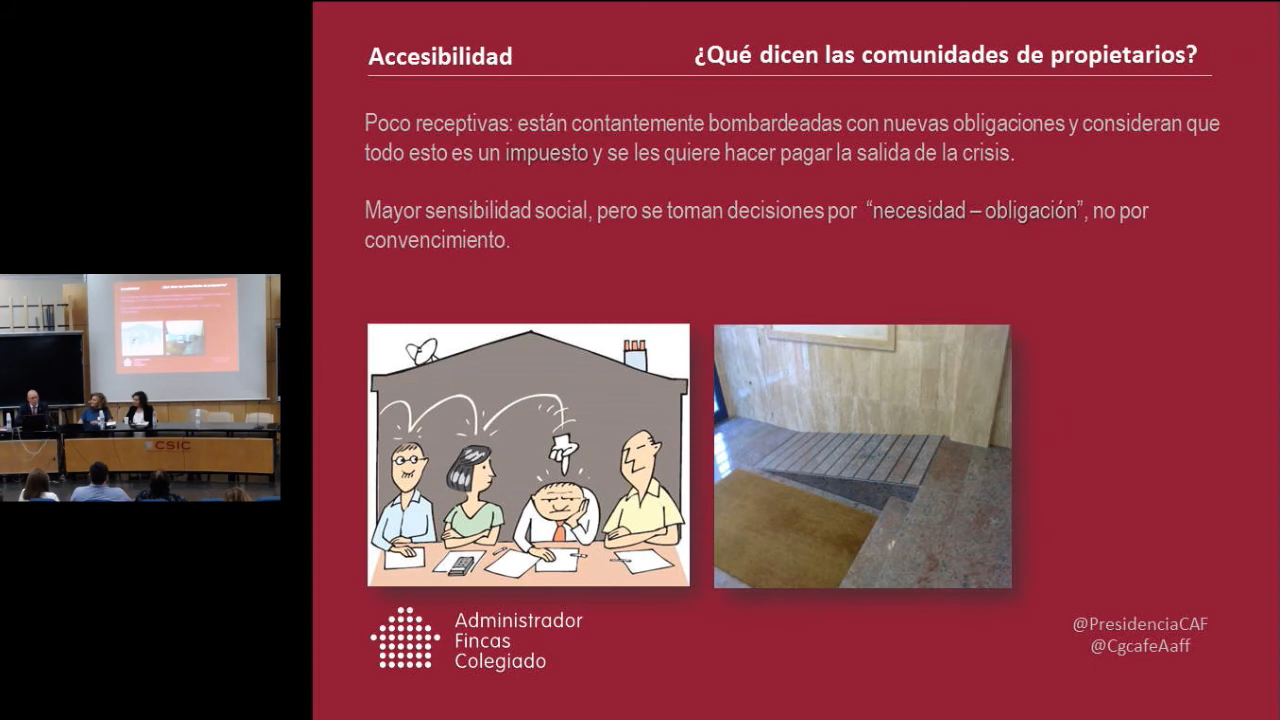 Accesibilidad
¿Qué dicen las comunidades de propietarios?
Poco receptivas: están contantemente bombardeadas con nuevas obligaciones y consideran que
todo esto es un impuesto y se les quiere hacer pagar la salida de la crisis.
Mayor sensibilidad social, pero se toman decisiones por “necesidad – obligación”, no por
convencimiento.
Administrador
Fincas
Colegiado
@PresidenciaCAF
@CgcafeAaff
CSIC